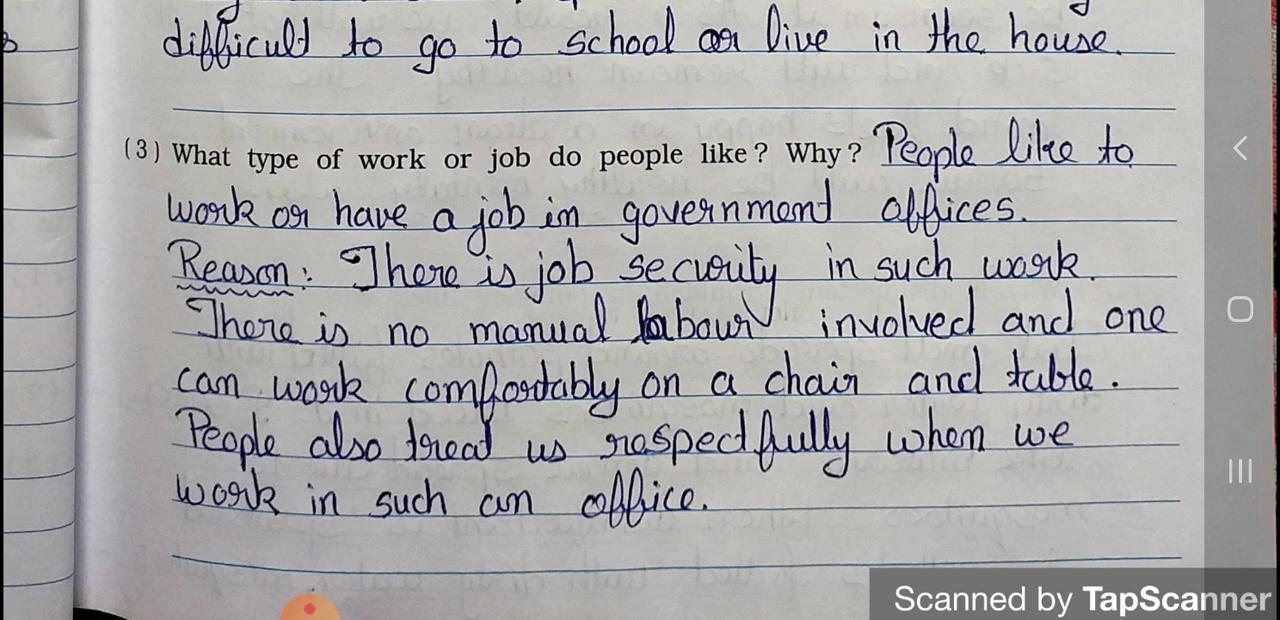 difficult to go to school or live in the house.
(3) What type of work or job do people like? Why? People like to
work or have a job in government offices.
Reason: There is job security in such work.
There is no manual labour involved and one
can work comfortably on a chair and table.
People also treat us respectfully when we
work in such an office.
Scanned by TapScanner